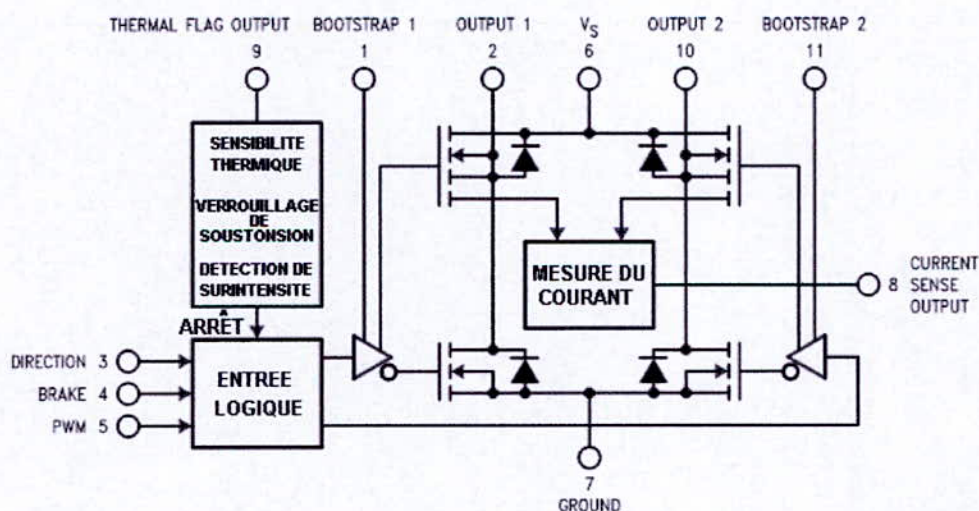 THERMAL FLAG OUTPUT BOOTSTRAP 1 OUTPUT 1 VS OUTPUT 2 BOOTSTRAP 2
9 1 2 6 10 11
SENSIBILITE
THERMIQUE
VERROUILLAGE
DE
SOUSTONSION
DETECTION DE
SURINTENSITE
ARRÊT
MESURE DU
COURANT
8 CURRENT
SENSE
OUTPUT
DIRECTION 3
BRAKE 4
PWM 5
ENTREE
LOGIQUE
7
GROUND